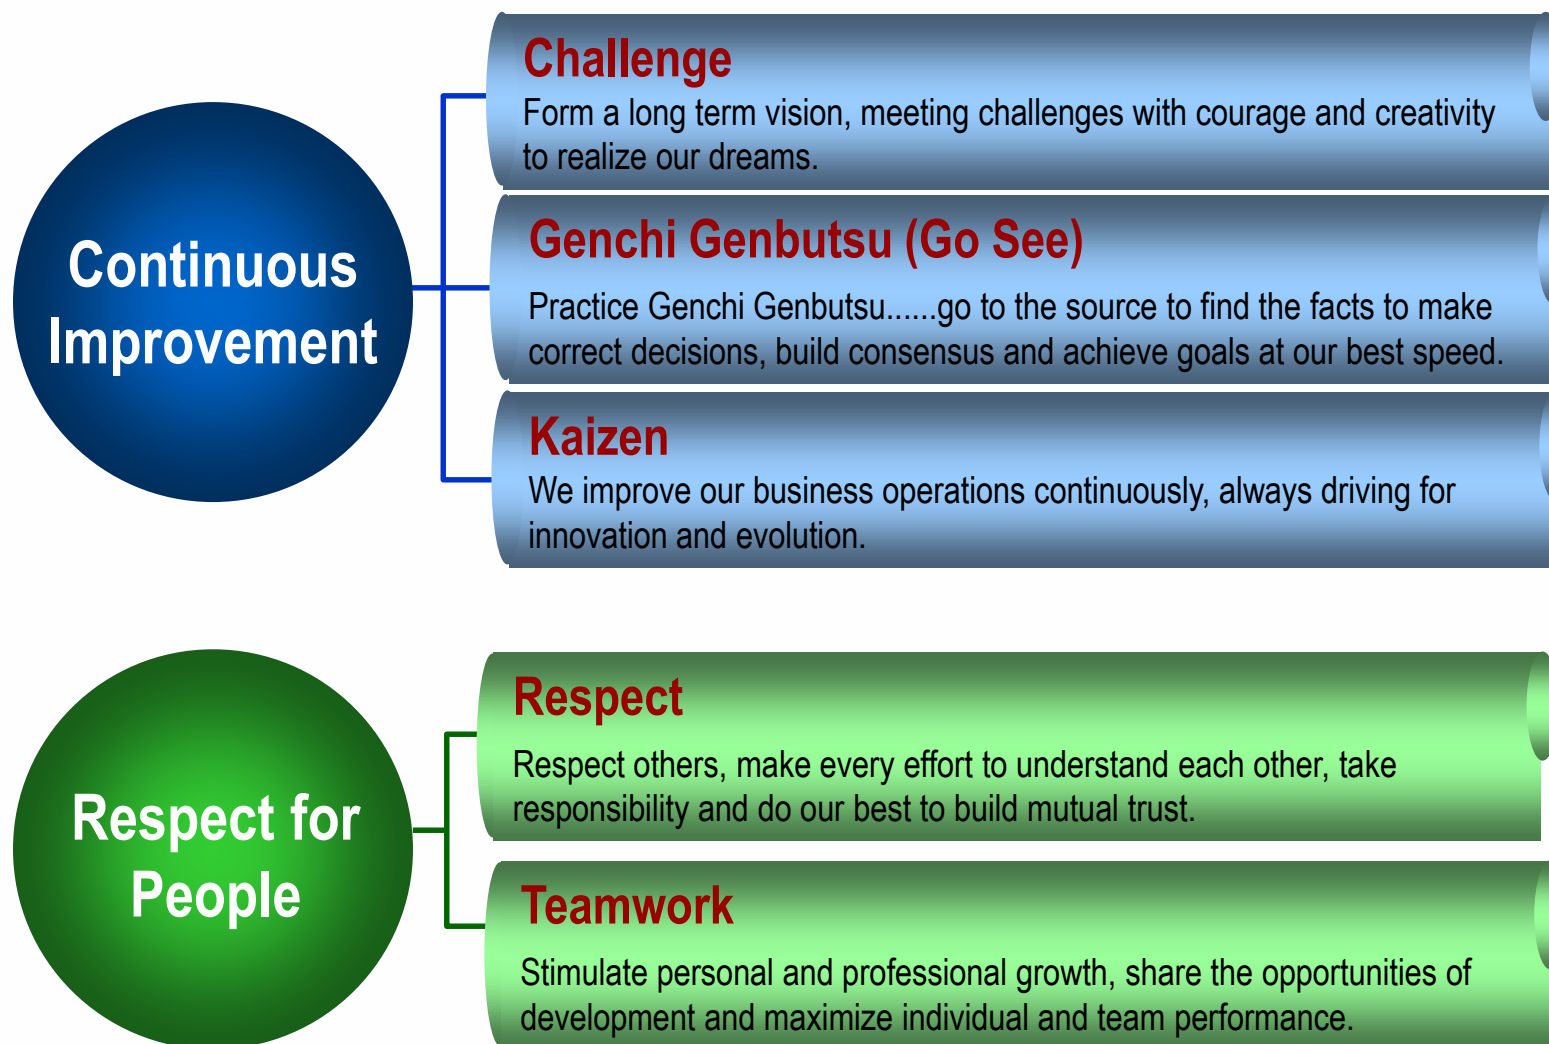 Continuous
Improvement
Challenge
Form a long term vision, meeting challenges with courage and creativity
to realize our dreams.
Genchi Genbutsu (Go See)
Practice Genchi Genbutsu......go to the source to find the facts to make
correct decisions, build consensus and achieve goals at our best speed.
Kaizen
We improve our business operations continuously, always driving for
innovation and evolution.
Respect for
People
Respect
Respect others, make every effort to understand each other, take
responsibility and do our best to build mutual trust.
Teamwork
Stimulate personal and professional growth, share the opportunities of
development and maximize individual and team performance.